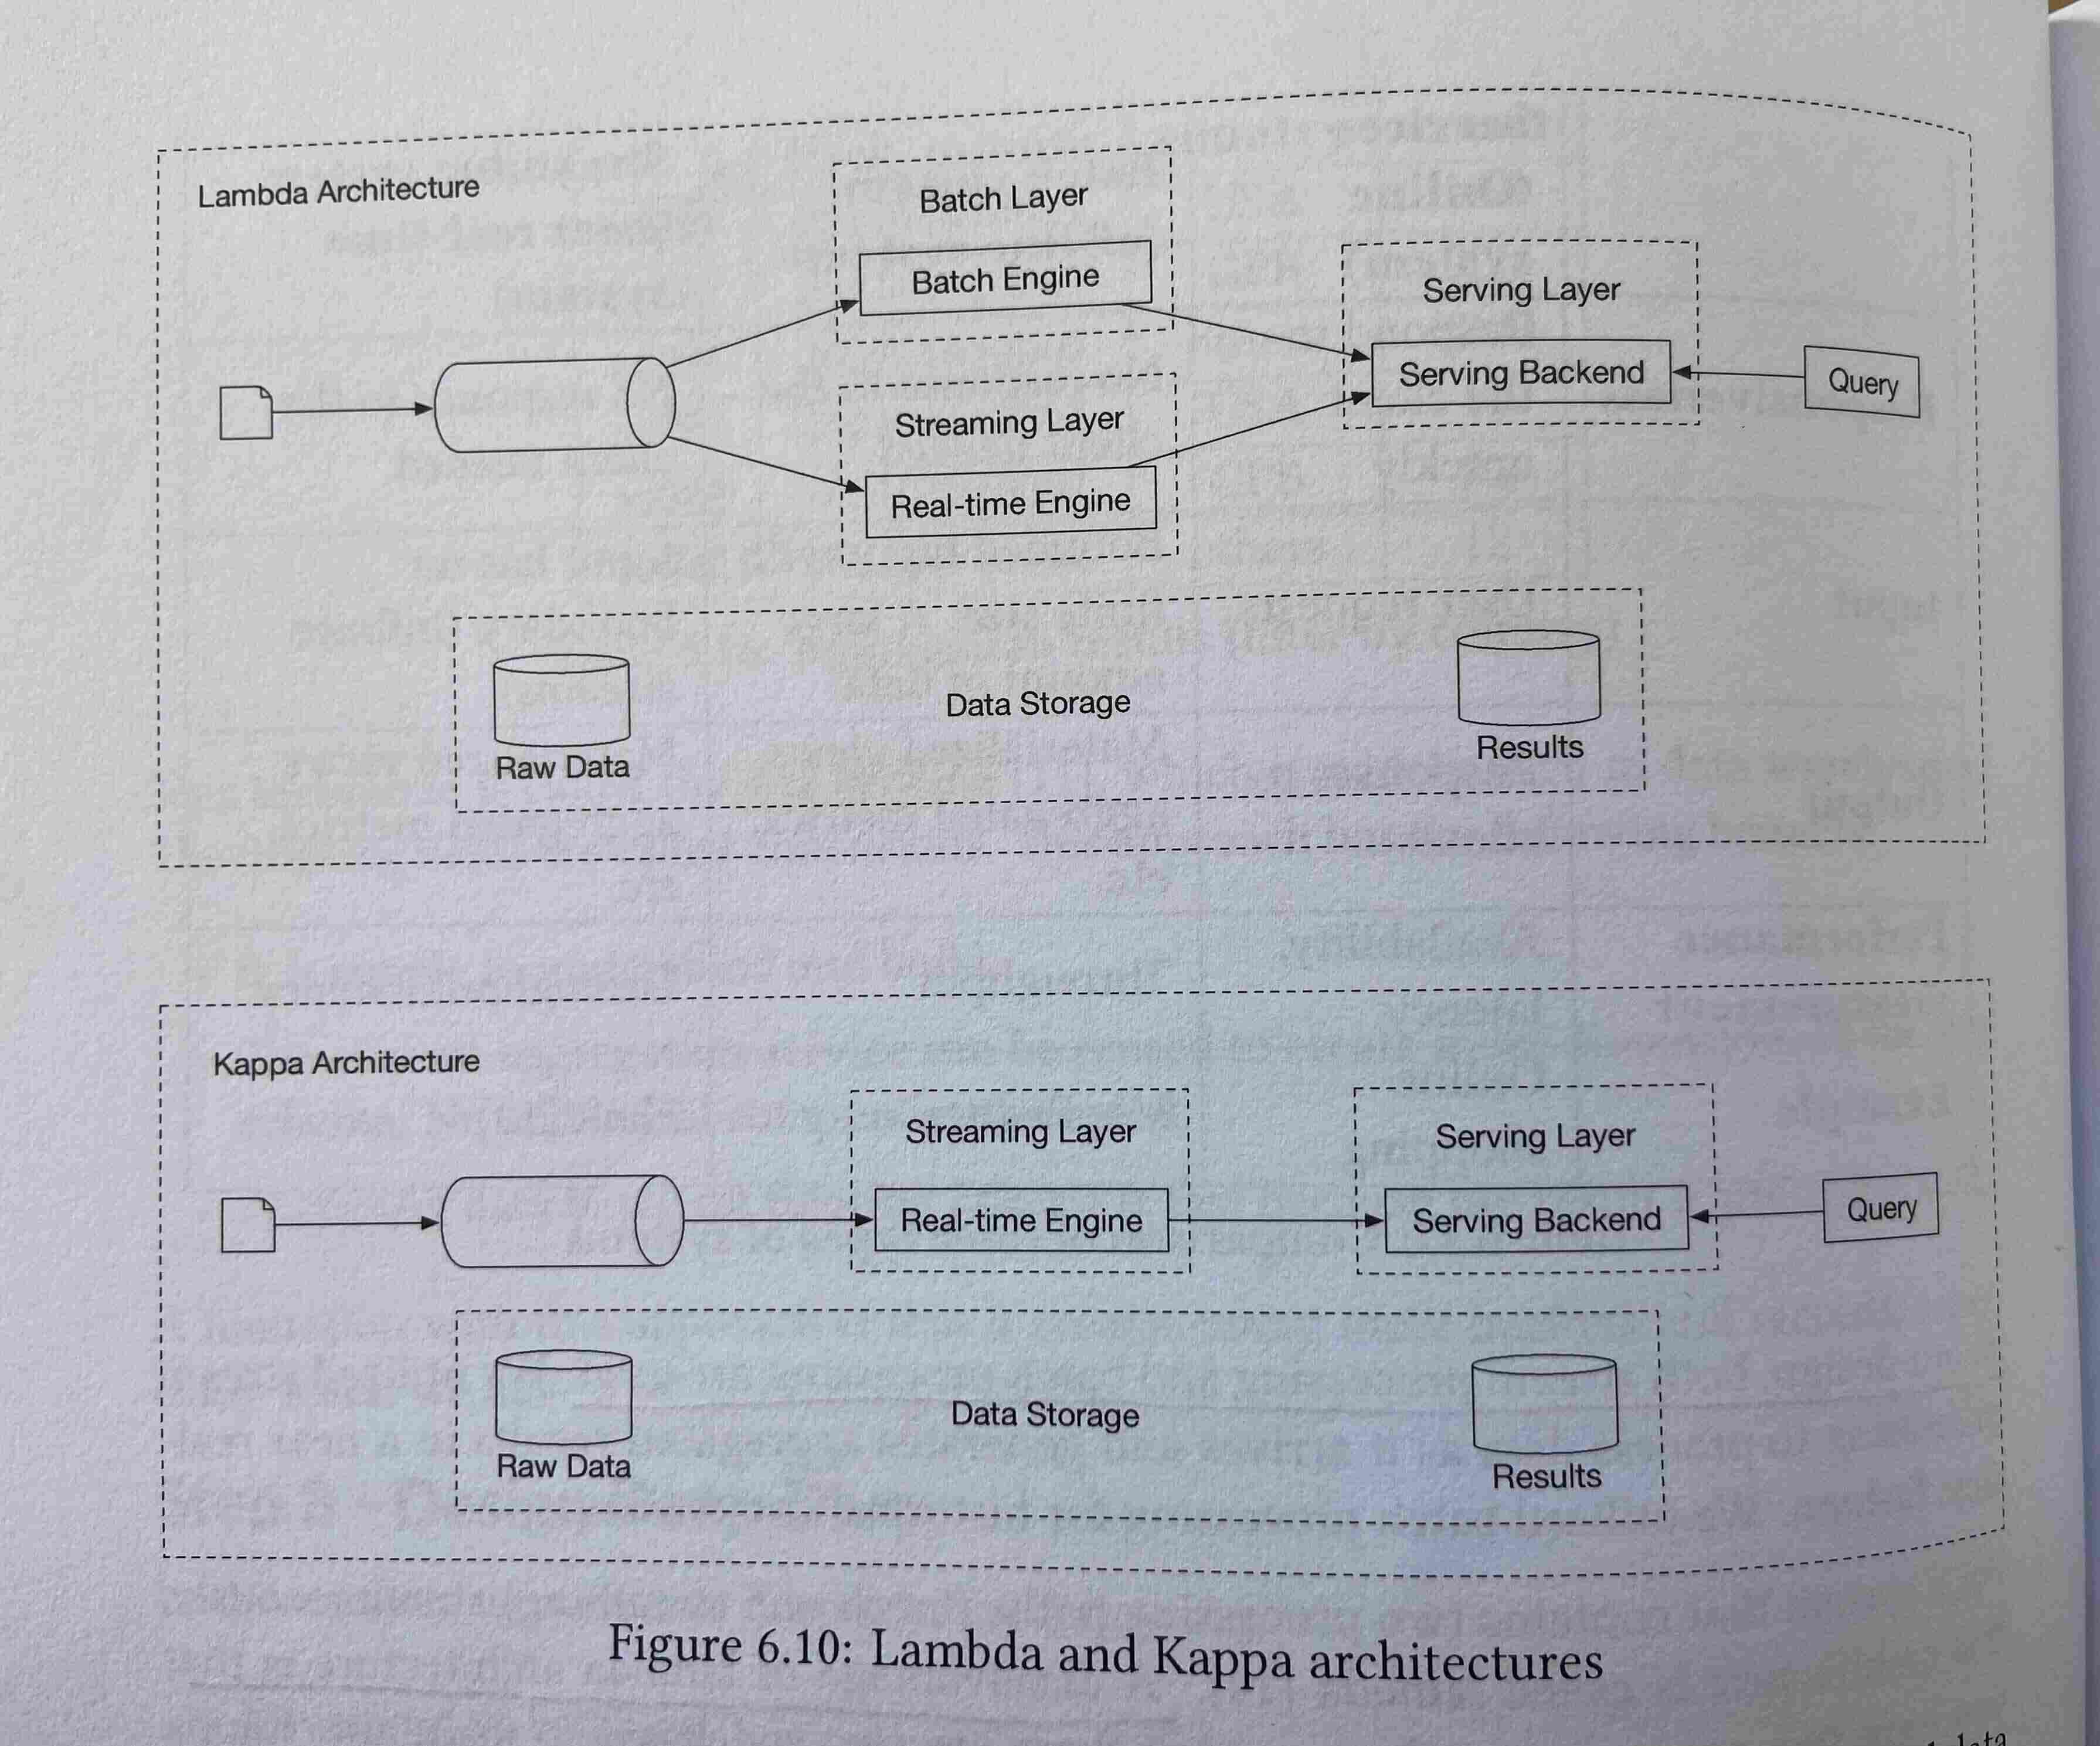 Lambda Architecture
Batch Layer
Batch Engine
Streaming Layer
Real-time Engine
Serving Layer
Serving Backend
Query
Raw Data
Data Storage
Results
Kappa Architecture
Streaming Layer
Real-time Engine
Serving Layer
Serving Backend
Query
Raw Data
Data Storage
Results
Figure 6.10: Lambda and Kappa architectures